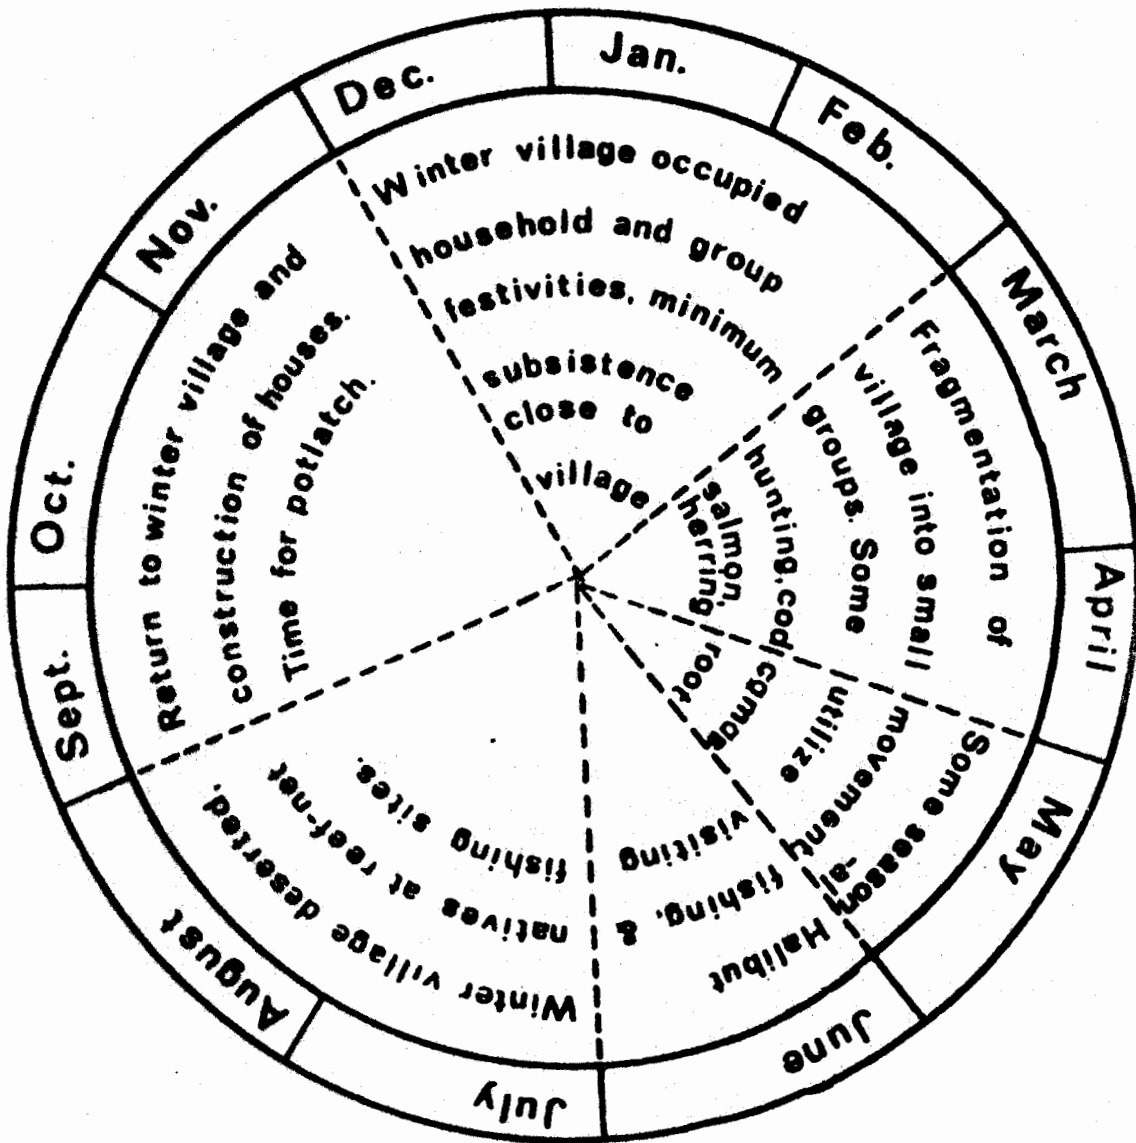 Jan.
Feb.
March
April
May
June
July
August
Sept.
Oct.
Nov.
Dec.
Winter village occupied
household and group
festivities, minimum
subsistence
close to
village
Fragmentation of
village into small
groups. Some
hunting, cod,
salmon,
herring
Some season
-al
movement,
utilize
camas
root
Halibut
fishing, &
visiting
Winter village deserted,
natives at reef-net
fishing sites.
Return to winter village and
construction of houses.
Time for potlatch.